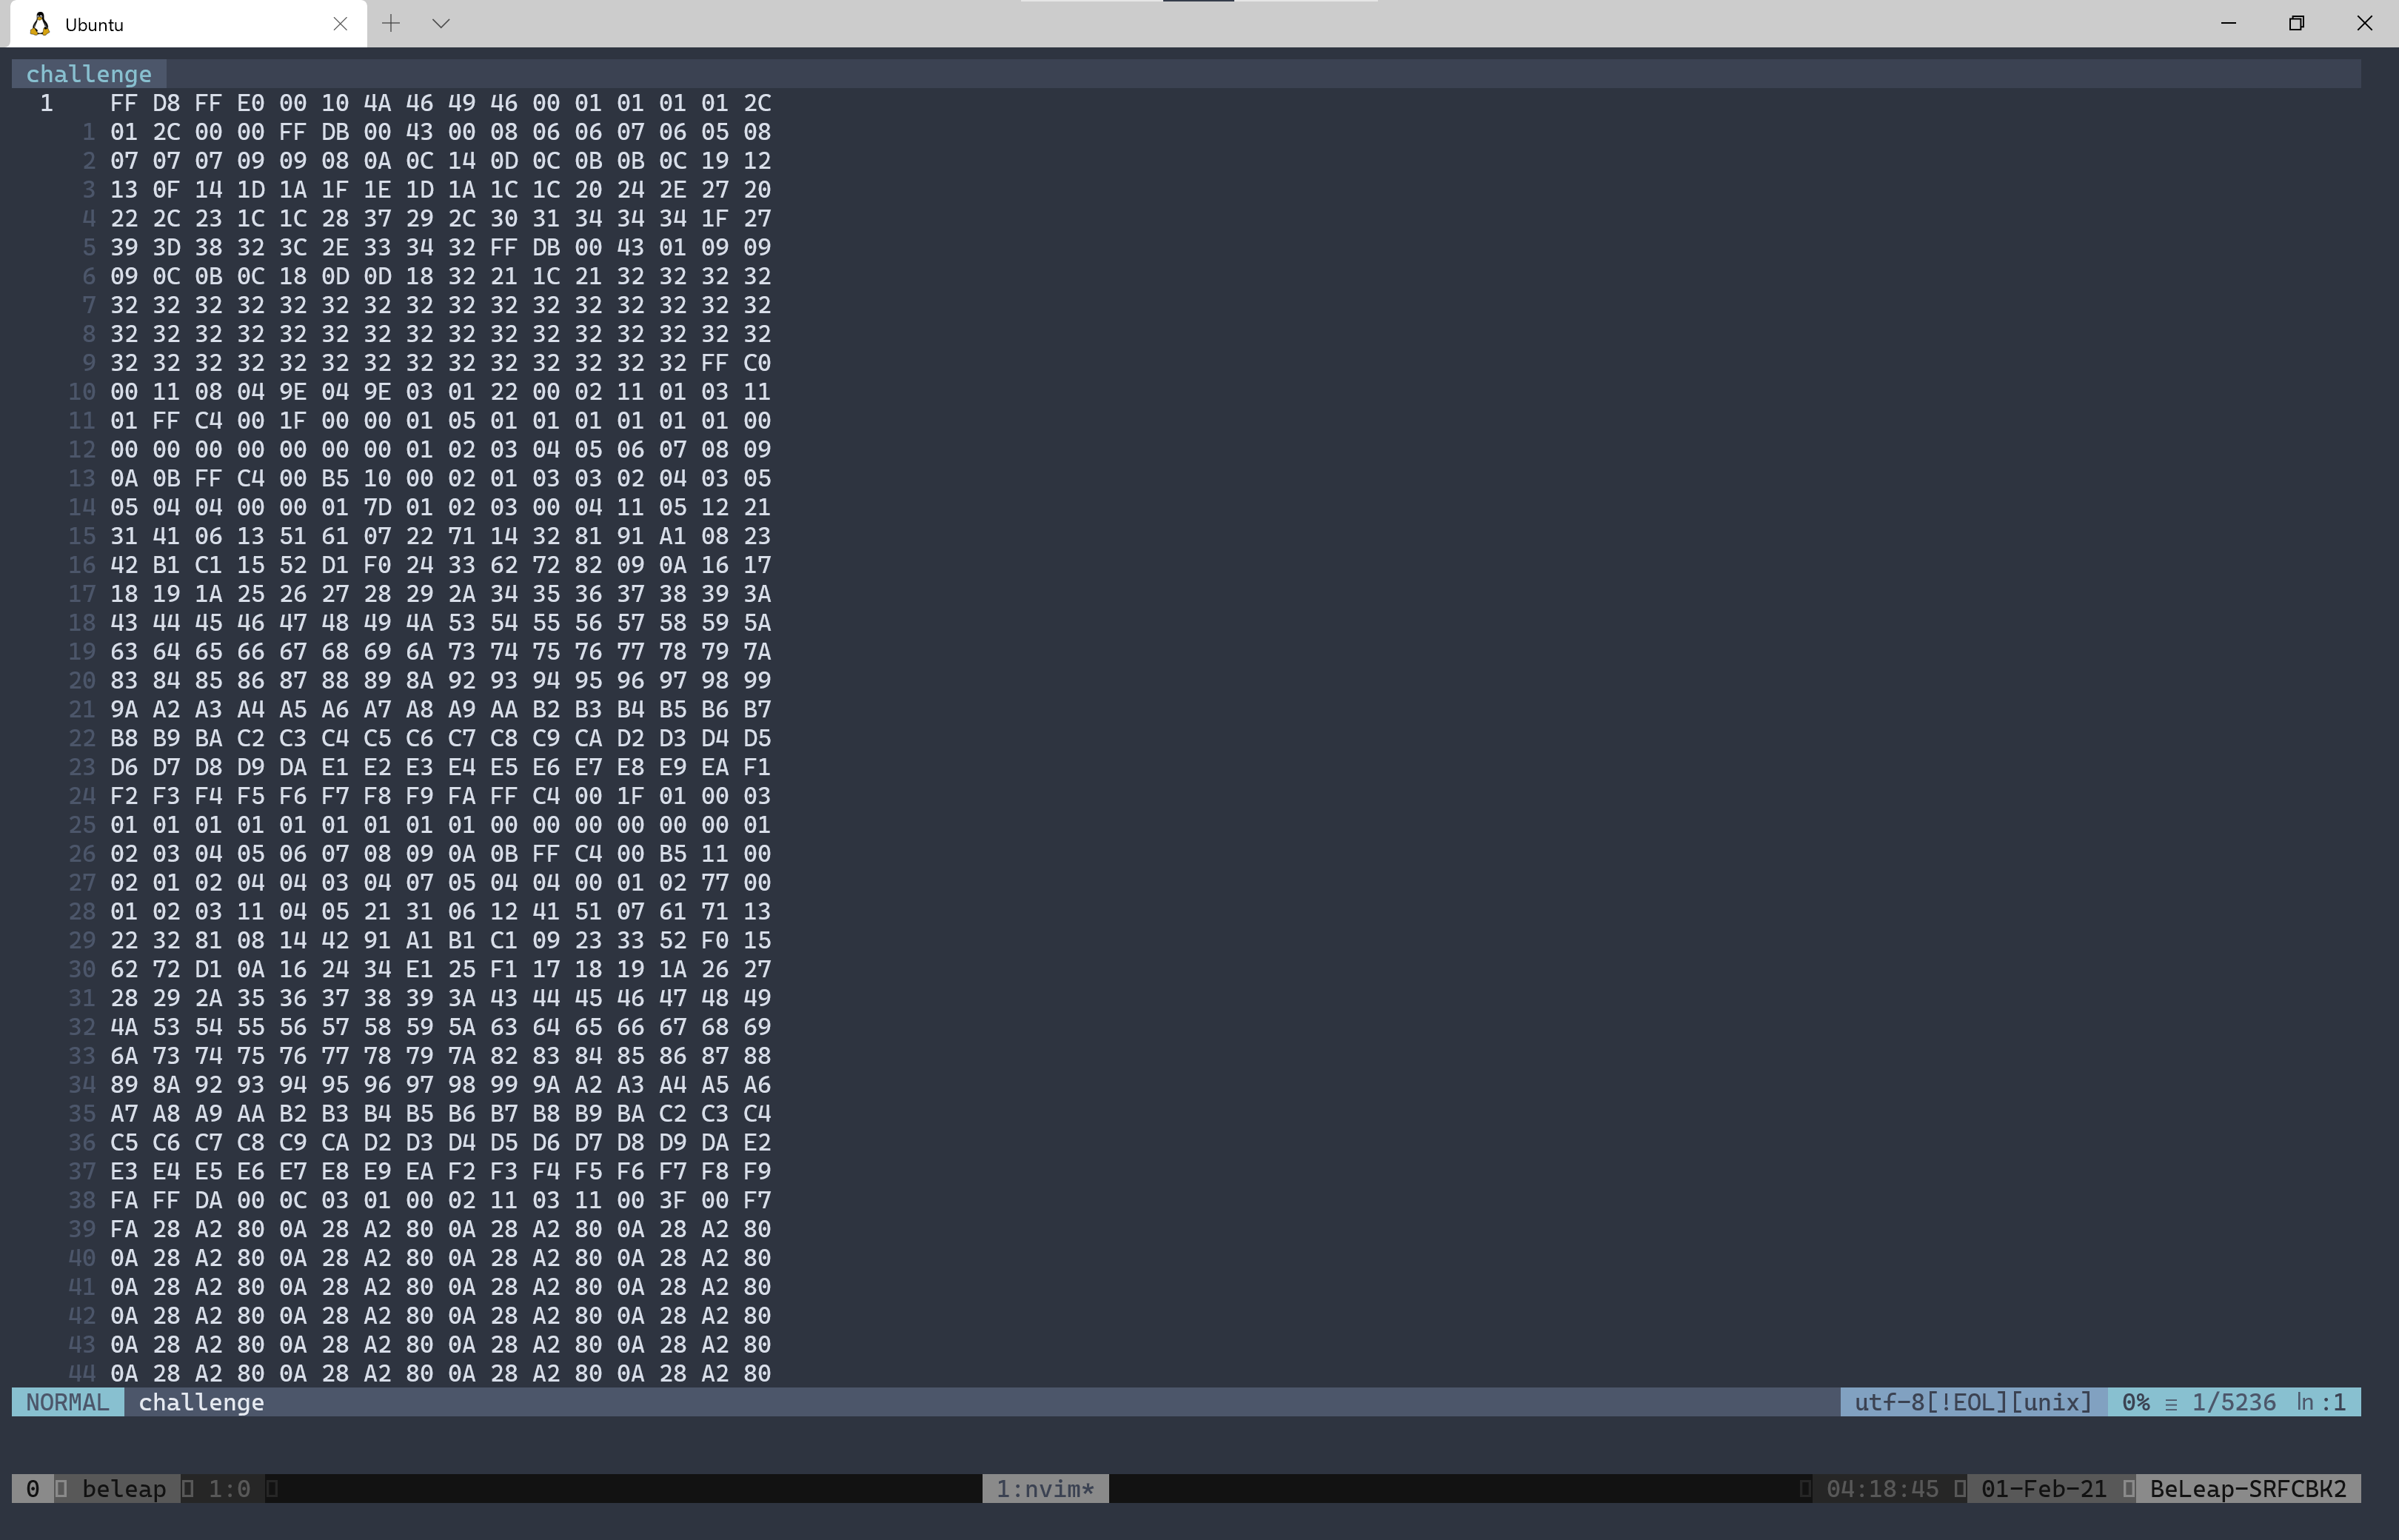 Ubuntu
challenge
1 FF D8 FF E0 00 10 4A 46 49 46 00 01 01 01 01 2C
1 01 2C 00 00 FF DB 00 43 00 08 06 06 07 06 05 08
2 07 07 07 09 09 08 0A 0C 14 0D 0C 0B 0B 0C 19 12
3 13 0F 14 1D 1A 1F 1E 1D 1A 1C 1C 20 24 2E 27 20
4 22 2C 23 1C 1C 28 37 29 2C 30 31 34 34 34 1F 27
5 39 3D 38 32 3C 2E 33 34 32 FF DB 00 43 01 09 09
6 09 0C 0B 0C 18 0D 0D 18 32 21 1C 21 32 32 32 32
7 32 32 32 32 32 32 32 32 32 32 32 32 32 32 32 32
8 32 32 32 32 32 32 32 32 32 32 32 32 32 32 32 32
9 32 32 32 32 32 32 32 32 32 32 32 32 32 32 FF C0
10 00 11 08 04 9E 04 9E 03 01 22 00 02 11 01 03 11
11 01 FF C4 00 1F 00 00 01 05 01 01 01 01 01 01 00
12 00 00 00 00 00 00 00 01 02 03 04 05 06 07 08 09
13 0A 0B FF C4 00 B5 10 00 02 01 03 03 02 04 03 05
14 05 04 04 00 00 01 7D 01 02 03 00 04 11 05 12 21
15 31 41 06 13 51 61 07 22 71 14 32 81 91 A1 08 23
16 42 B1 C1 15 52 D1 F0 24 33 62 72 82 09 0A 16 17
17 18 19 1A 25 26 27 28 29 2A 34 35 36 37 38 39 3A
18 43 44 45 46 47 48 49 4A 53 54 55 56 57 58 59 5A
19 63 64 65 66 67 68 69 6A 73 74 75 76 77 78 79 7A
20 83 84 85 86 87 88 89 8A 92 93 94 95 96 97 98 99
21 9A A2 A3 A4 A5 A6 A7 A8 A9 AA B2 B3 B4 B5 B6 B7
22 B8 B9 BA C2 C3 C4 C5 C6 C7 C8 C9 CA D2 D3 D4 D5
23 D6 D7 D8 D9 DA E1 E2 E3 E4 E5 E6 E7 E8 E9 EA F1
24 F2 F3 F4 F5 F6 F7 F8 F9 FA FF C4 00 1F 01 00 03
25 01 01 01 01 01 01 01 01 01 00 00 00 00 00 00 01
26 02 03 04 05 06 07 08 09 0A 0B FF C4 00 B5 11 00
27 02 01 02 04 04 03 04 07 05 04 04 00 01 02 77 00
28 01 02 03 11 04 05 21 31 06 12 41 51 07 61 71 13
29 22 32 81 08 14 42 91 A1 B1 C1 09 23 33 52 F0 15
30 62 72 D1 0A 16 24 34 E1 25 F1 17 18 19 1A 26 27
31 28 29 2A 35 36 37 38 39 3A 43 44 45 46 47 48 49
32 4A 53 54 55 56 57 58 59 5A 63 64 65 66 67 68 69
33 6A 73 74 75 76 77 78 79 7A 82 83 84 85 86 87 88
34 89 8A 92 93 94 95 96 97 98 99 9A A2 A3 A4 A5 A6
35 A7 A8 A9 AA B2 B3 B4 B5 B6 B7 B8 B9 BA C2 C3 C4
36 C5 C6 C7 C8 C9 CA D2 D3 D4 D5 D6 D7 D8 D9 DA E2
37 E3 E4 E5 E6 E7 E8 E9 EA F2 F3 F4 F5 F6 F7 F8 F9
38 FA FF DA 00 0C 03 01 00 02 11 03 11 00 3F 00 F7
39 FA 28 A2 80 0A 28 A2 80 0A 28 A2 80 0A 28 A2 80
40 0A 28 A2 80 0A 28 A2 80 0A 28 A2 80 0A 28 A2 80
41 0A 28 A2 80 0A 28 A2 80 0A 28 A2 80 0A 28 A2 80
42 0A 28 A2 80 0A 28 A2 80 0A 28 A2 80 0A 28 A2 80
43 0A 28 A2 80 0A 28 A2 80 0A 28 A2 80 0A 28 A2 80
44 0A 28 A2 80 0A 28 A2 80 0A 28 A2 80 0A 28 A2 80
NORMAL challenge utf-8[!EOL][unix] 0% ≡ 1/5236 ln :1
0 beleap 1:0 1:nvim* 04:18:45 01-Feb-21 BeLeap-SRFCBK2